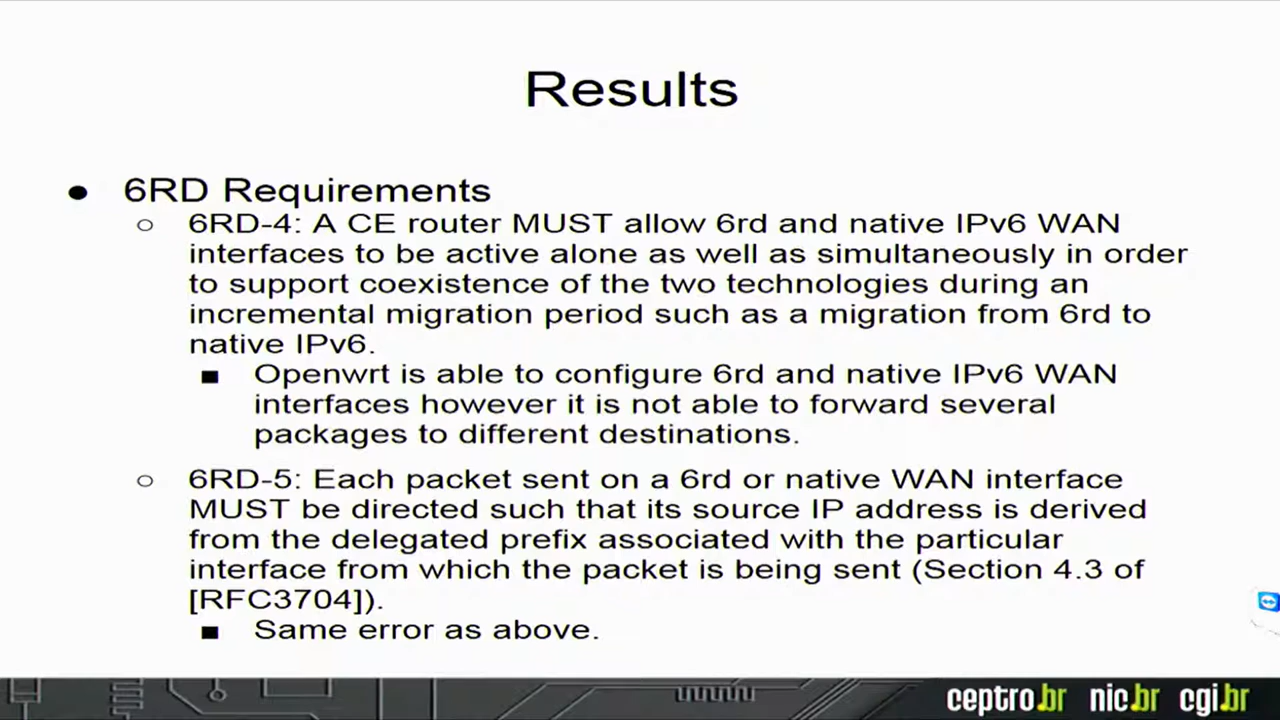 Results
● 6RD Requirements
○ 6RD-4: A CE router MUST allow 6rd and native IPv6 WAN
interfaces to be active alone as well as simultaneously in order
to support coexistence of the two technologies during an
incremental migration period such as a migration from 6rd to
native IPv6.
■ Openwrt is able to configure 6rd and native IPv6 WAN
interfaces however it is not able to forward several
packages to different destinations.
○ 6RD-5: Each packet sent on a 6rd or native WAN interface
MUST be directed such that its source IP address is derived
from the delegated prefix associated with the particular
interface from which the packet is being sent (Section 4.3 of
[RFC3704]).
■ Same error as above.
ceptro.br nic.br cgi.br